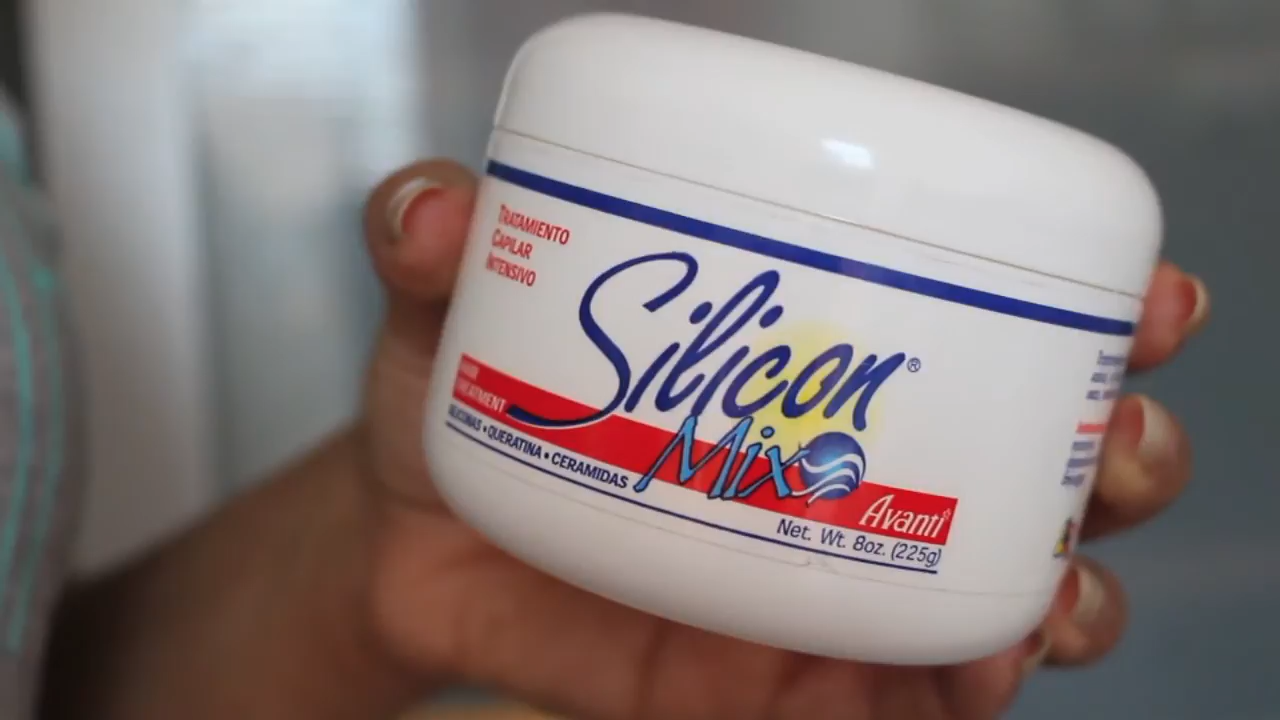 TRATAMIENTO
CAPILAR
INTENSIVO
Silicon®
Mix
HAIR
TREATMENT
SILICONAS • QUERATINA • CERAMIDAS
Avanti
Net. Wt. 8oz. (225g)